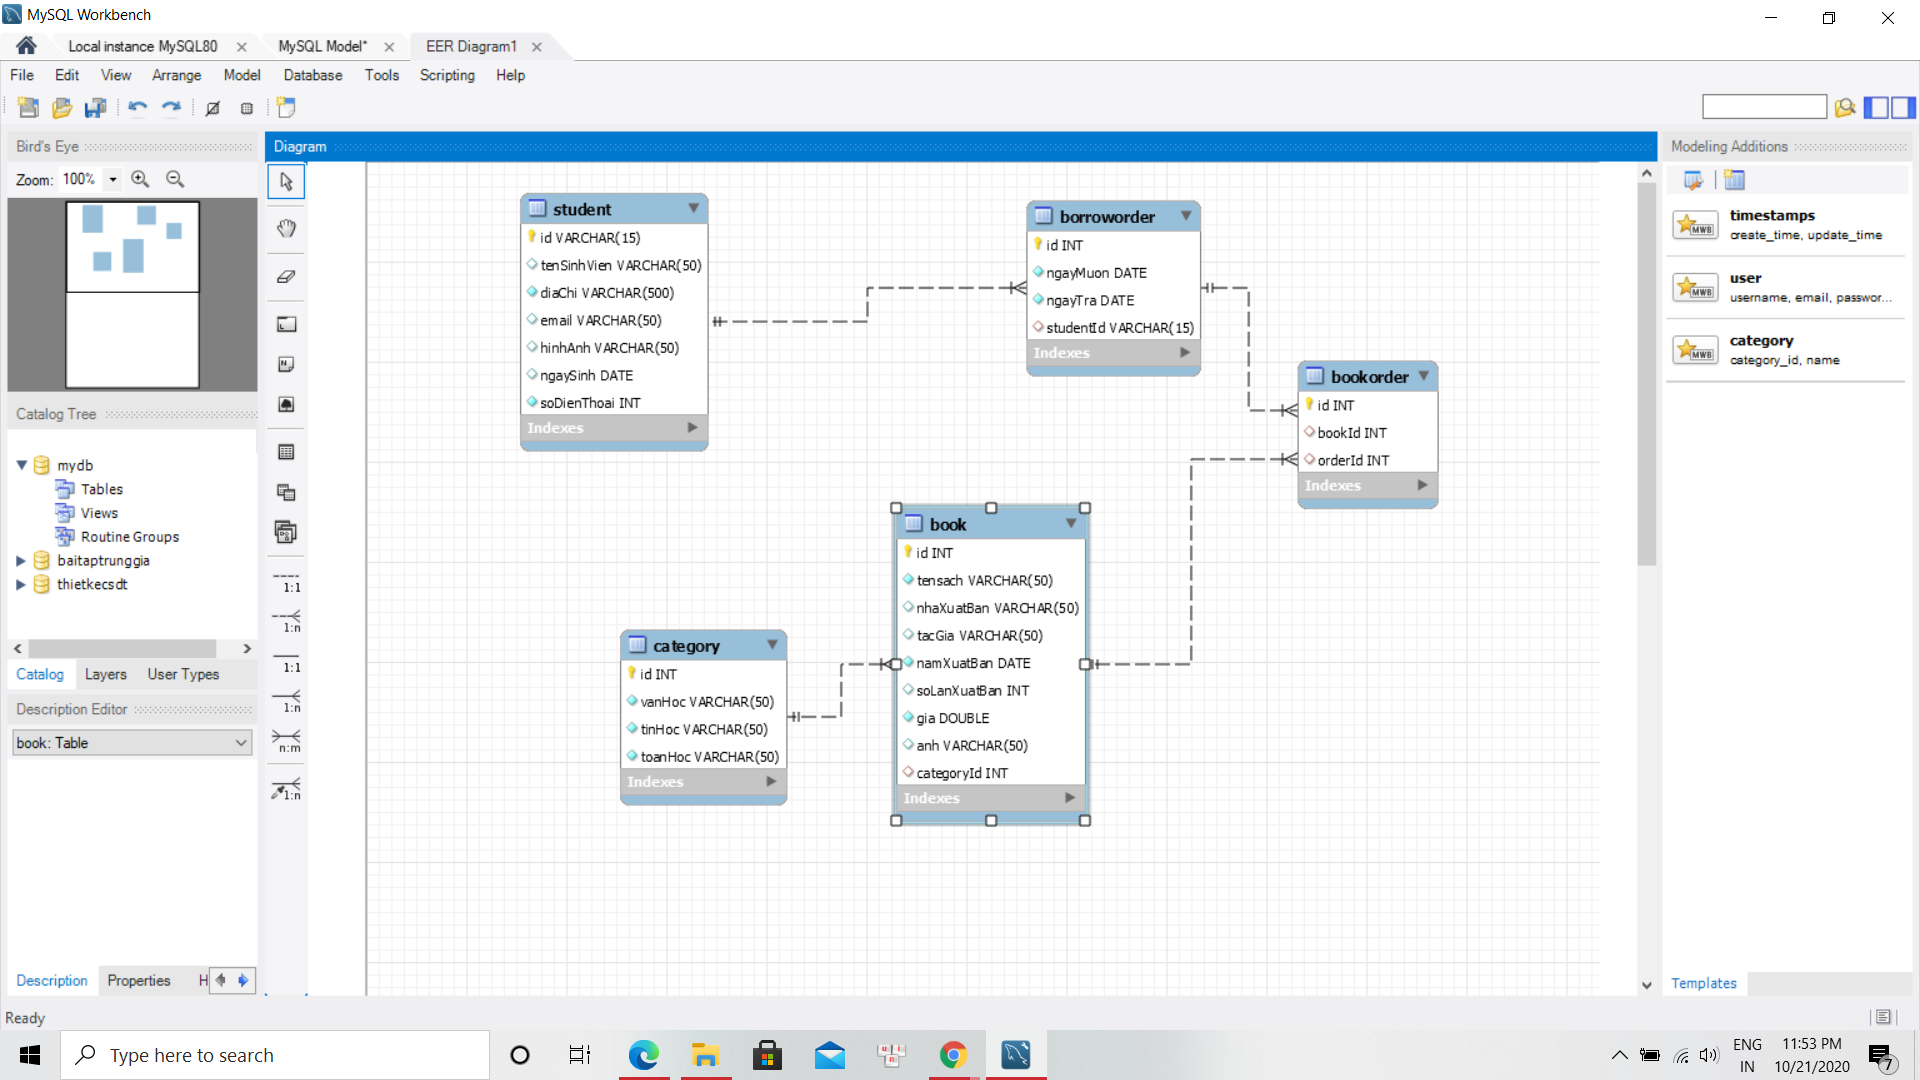 MySQL Workbench
Local instance MySQL80
MySQL Model*
EER Diagram1
File Edit View Arrange Model Database Tools Scripting Help
Bird's Eye
Zoom: 100%
Catalog Tree
mydb
Tables
Views
Routine Groups
baitaptrunggia
thietkecsdt
Catalog Layers User Types
Description Editor
book: Table
Description Properties H
Diagram
1:1
1:n
1:1
1:n
n:m
1:n
student
id VARCHAR(15)
tenSinhVien VARCHAR(50)
diaChi VARCHAR(500)
email VARCHAR(50)
hinhAnh VARCHAR(50)
ngaySinh DATE
soDienThoai INT
Indexes
borroworder
id INT
ngayMuon DATE
ngayTra DATE
studentId VARCHAR(15)
Indexes
bookorder
id INT
bookId INT
orderId INT
Indexes
book
id INT
tensach VARCHAR(50)
nhaXuatBan VARCHAR(50)
tacGia VARCHAR(50)
namXuatBan DATE
soLanXuatBan INT
gia DOUBLE
anh VARCHAR(50)
categoryId INT
Indexes
category
id INT
vanHoc VARCHAR(50)
tinHoc VARCHAR(50)
toanHoc VARCHAR(50)
Indexes
Modeling Additions
MWB
timestamps
create_time, update_time
MWB
user
username, email, passwor...
MWB
category
category_id, name
Templates
Ready
Type here to search
ENG
IN
11:53 PM
10/21/2020
7